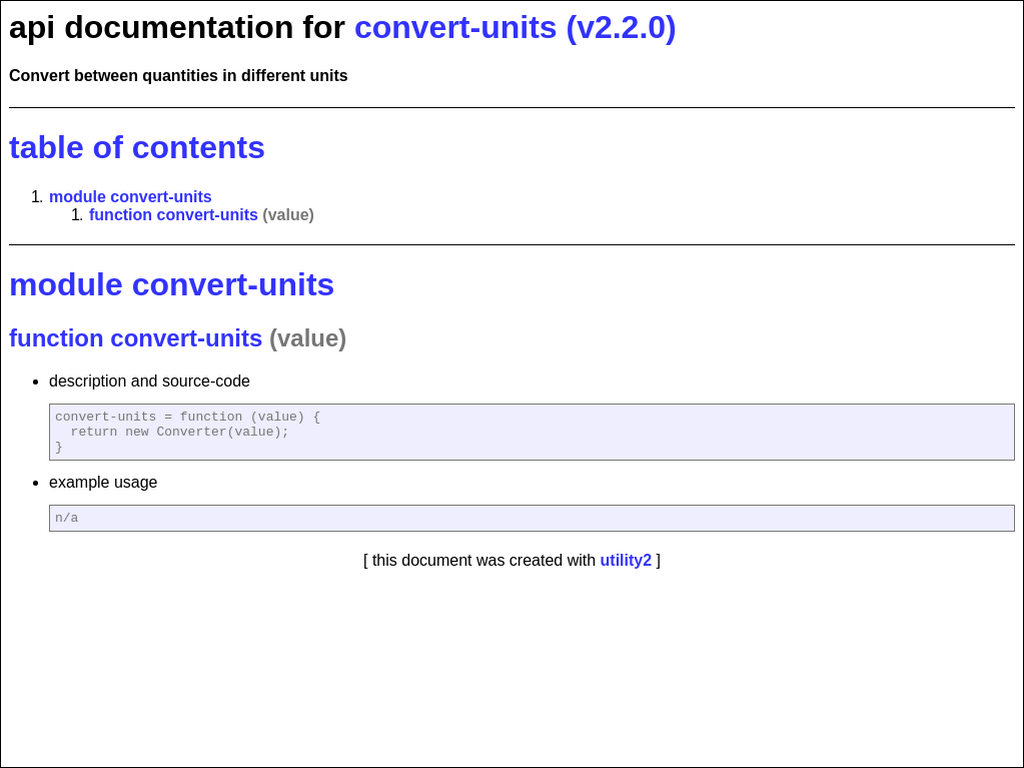 api documentation for convert-units (v2.2.0)
Convert between quantities in different units
table of contents
1. module convert-units
1. function convert-units (value)
module convert-units
function convert-units (value)
• description and source-code
convert-units = function (value) {
  return new Converter(value);
}
• example usage
n/a
[ this document was created with utility2 ]